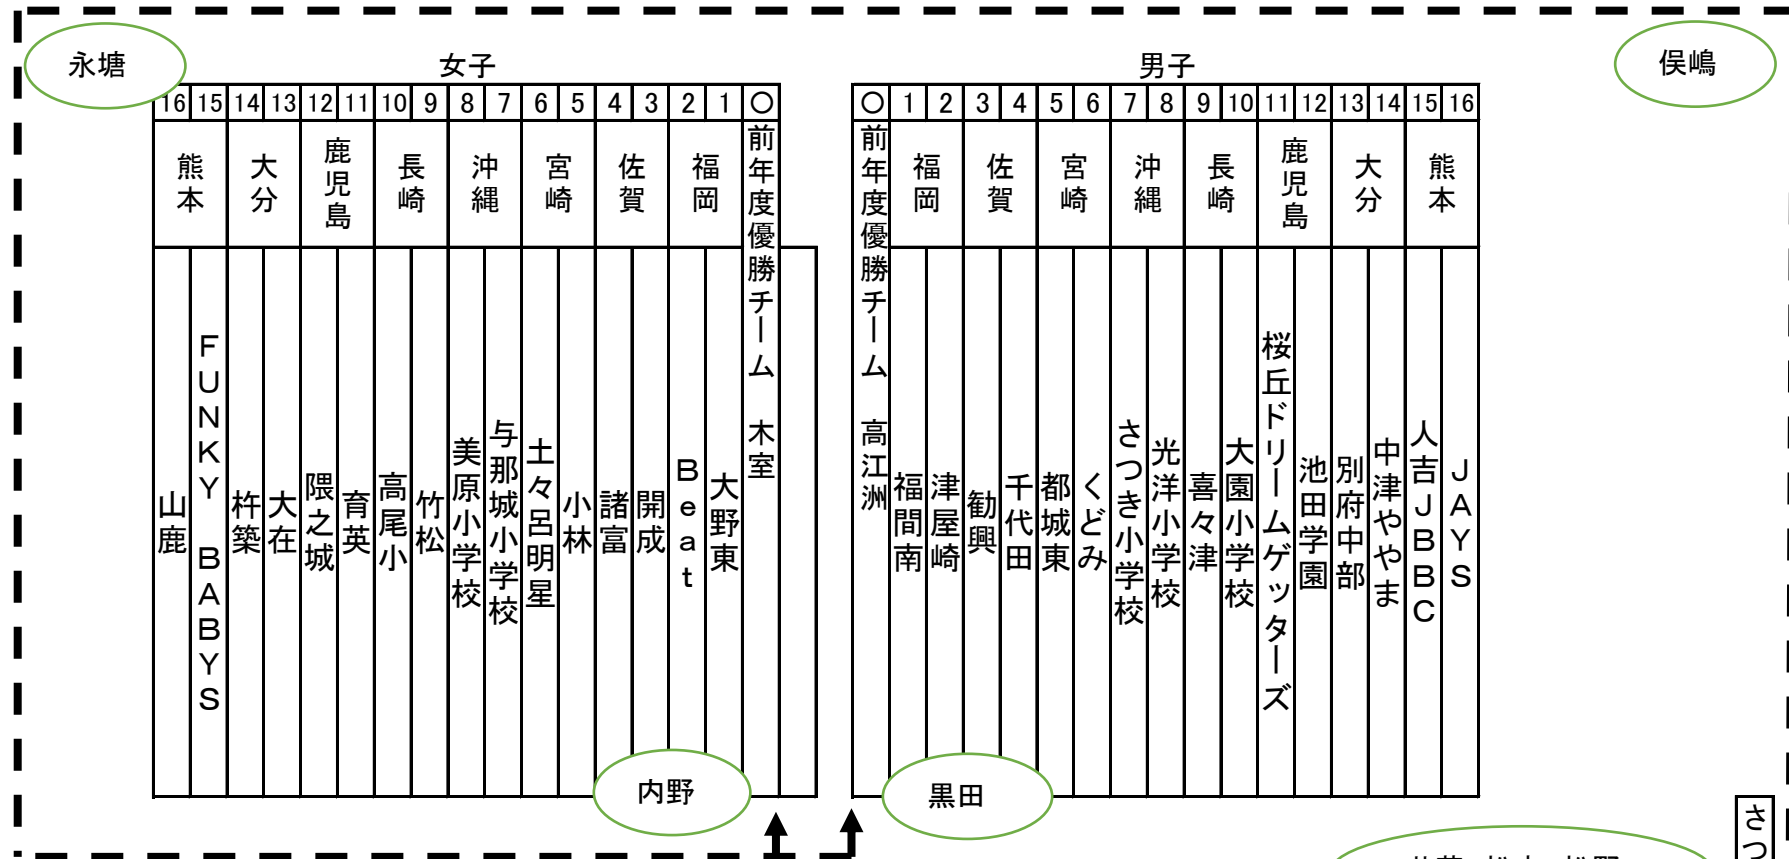 永塘
俣嶋
女子
男子
16 15 14 13 12 11 10 9 8 7 6 5 4 3 2 1 〇
〇 1 2 3 4 5 6 7 8 9 10 11 12 13 14 15 16
熊本
大分
鹿児島
長崎
沖縄
宮崎
佐賀
福岡
前年度優勝チーム 木室
前年度優勝チーム 高江洲
福岡
佐賀
宮崎
沖縄
長崎
鹿児島
大分
熊本
山鹿
FUNKY BABYS
杵築
大在
隈之城
育英
高尾小
竹松
美原小学校
与那城小学校
土々呂明星
小林
諸富
開成
Beat
大野東
福間南
津屋崎
勧興
千代田
都城東
くどみ
さつき小学校
光洋小学校
喜々津
大園小学校
桜丘ドリームゲッターズ
池田学園
別府中部
中津ややま
人吉JBBC
JAYS
内野
黒田
さつ